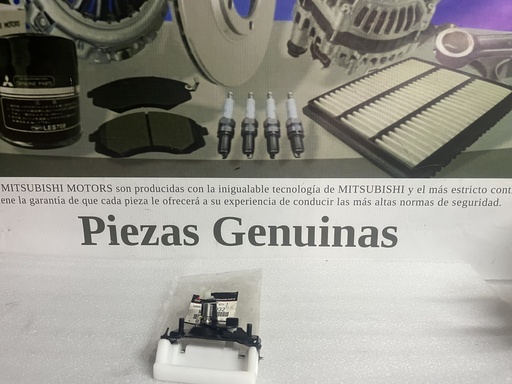 MITSUBISHI MOTORS son producidas con la inigualable tecnología de MITSUBISHI y el más estricto cont
ene la garantía de que cada pieza le ofrecerá a su experiencia de conducir las más altas normas de seguridad.
Piezas Genuinas